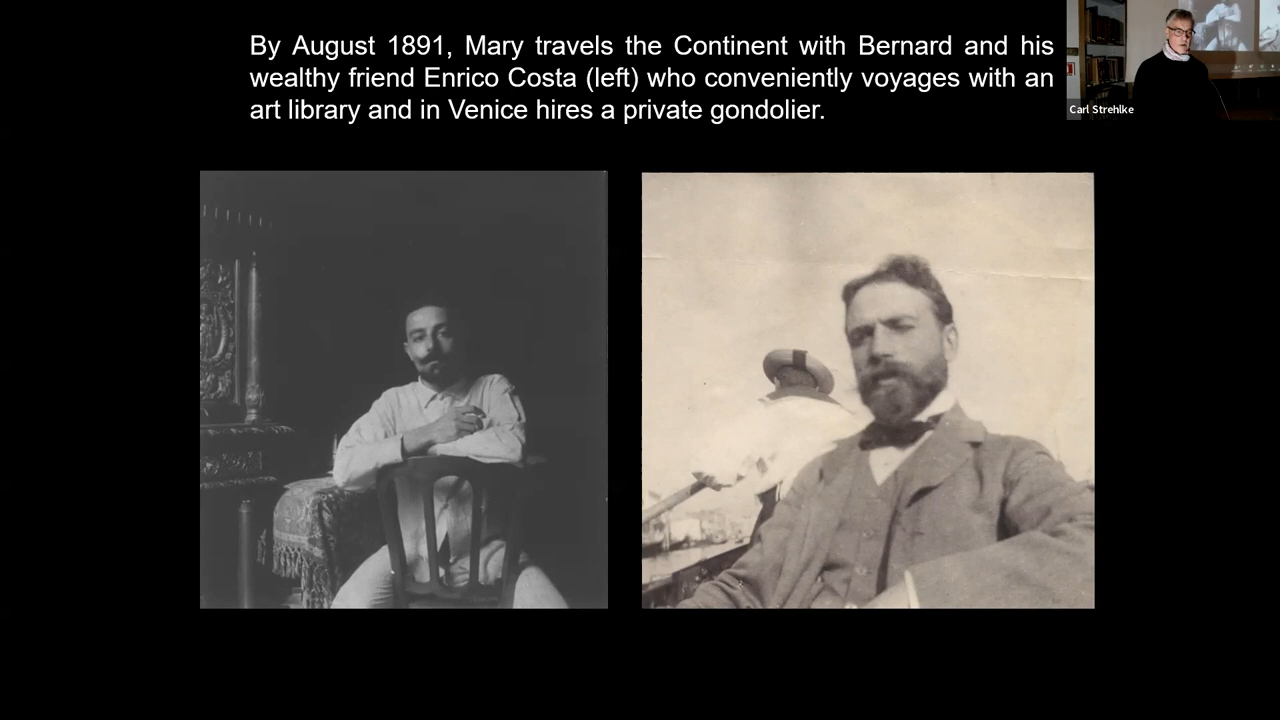 By August 1891, Mary travels the Continent with Bernard and his
wealthy friend Enrico Costa (left) who conveniently voyages with an
art library and in Venice hires a private gondolier.
Carl Strehlke